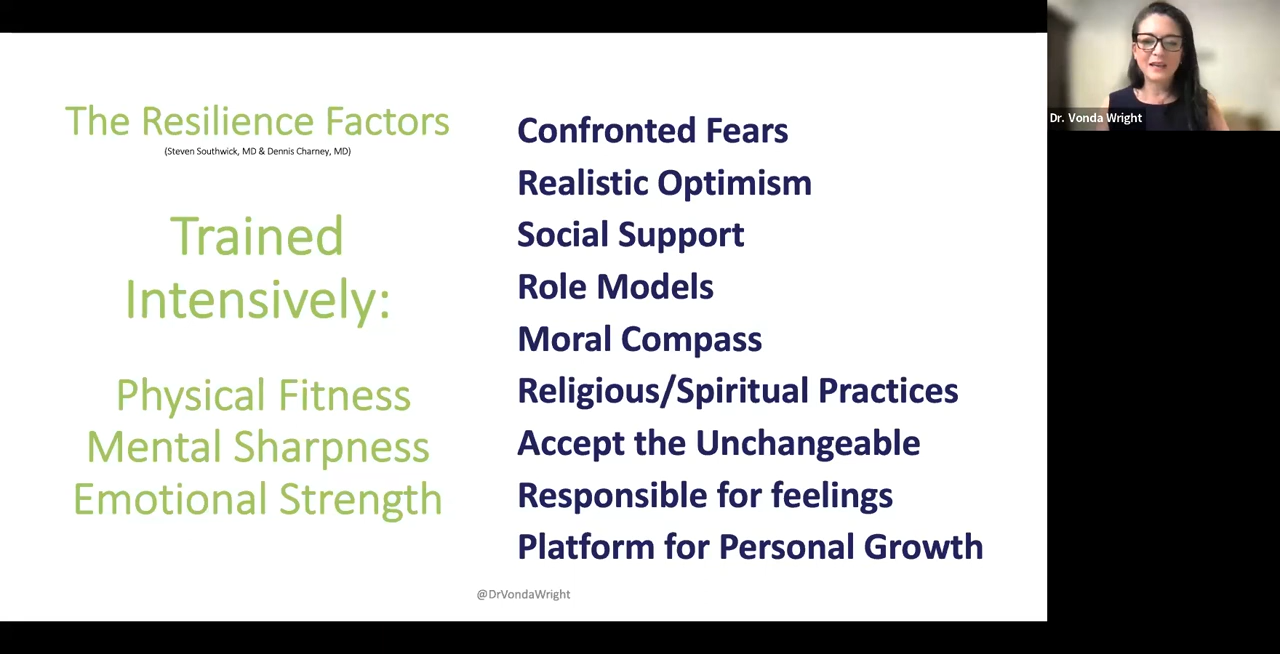 The Resilience Factors
(Steven Southwick, MD & Dennis Charney, MD)
Trained
Intensively:
Physical Fitness
Mental Sharpness
Emotional Strength
Confronted Fears
Realistic Optimism
Social Support
Role Models
Moral Compass
Religious/Spiritual Practices
Accept the Unchangeable
Responsible for feelings
Platform for Personal Growth
@DrVondaWright
Dr. Vonda Wright